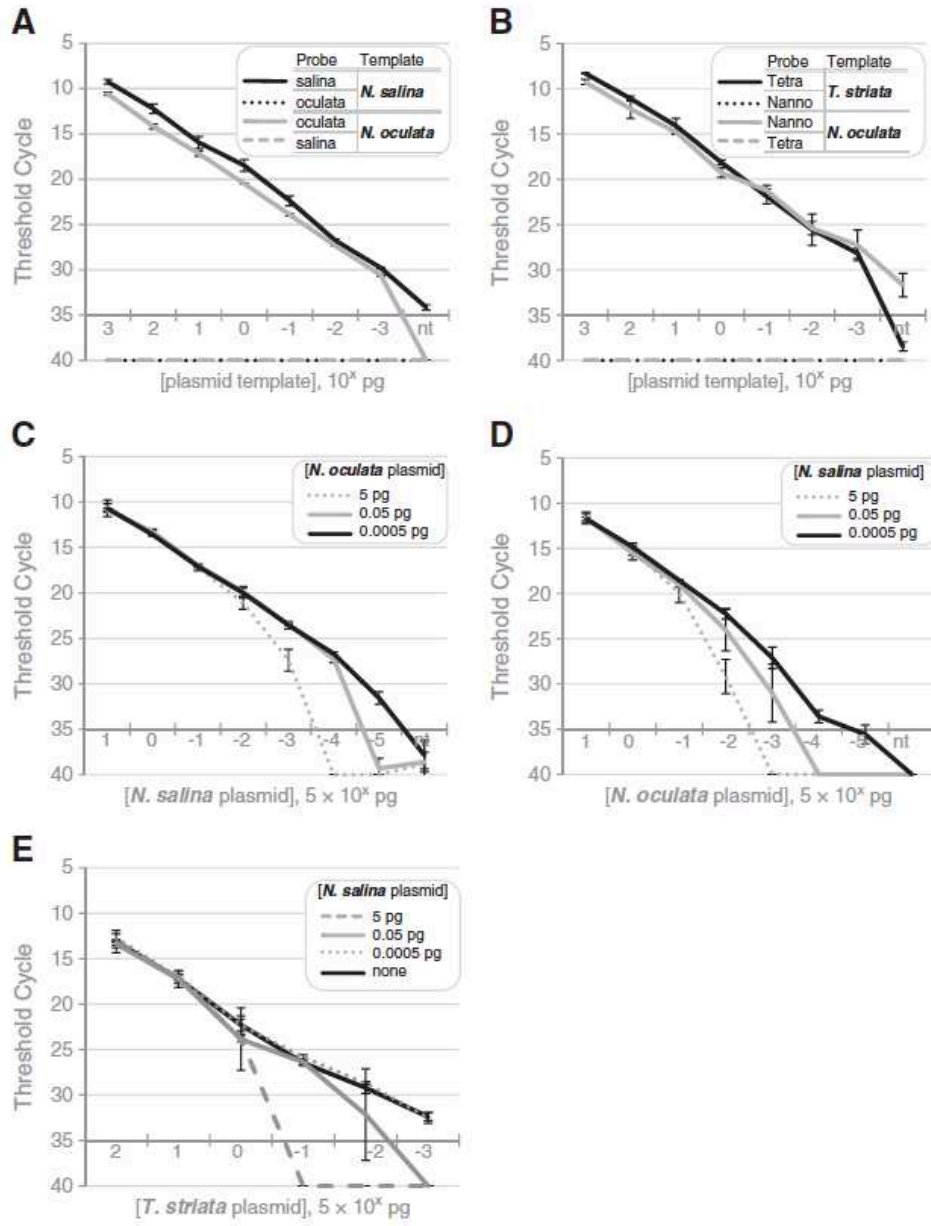 A
Threshold Cycle
5
10
15
20
25
30
35
40
Probe Template
salina N. salina
oculata
oculata N. oculata
salina
3 2 1 0 -1 -2 -3 nt
[plasmid template], 10x pg
B
Threshold Cycle
5
10
15
20
25
30
35
40
Probe Template
Tetra T. striata
Nanno
Nanno N. oculata
Tetra
3 2 1 0 -1 -2 -3 nt
[plasmid template], 10x pg
C
Threshold Cycle
5
10
15
20
25
30
35
40
[N. oculata plasmid]
5 pg
0.05 pg
0.0005 pg
1 0 -1 -2 -3 -4 -5 nt
[N. salina plasmid], 5 × 10x pg
D
Threshold Cycle
5
10
15
20
25
30
35
40
[N. salina plasmid]
5 pg
0.05 pg
0.0005 pg
1 0 -1 -2 -3 -4 -5 nt
[N. oculata plasmid], 5 × 10x pg
E
Threshold Cycle
5
10
15
20
25
30
35
40
[N. salina plasmid]
5 pg
0.05 pg
0.0005 pg
none
2 1 0 -1 -2 -3
[T. striata plasmid], 5 × 10x pg